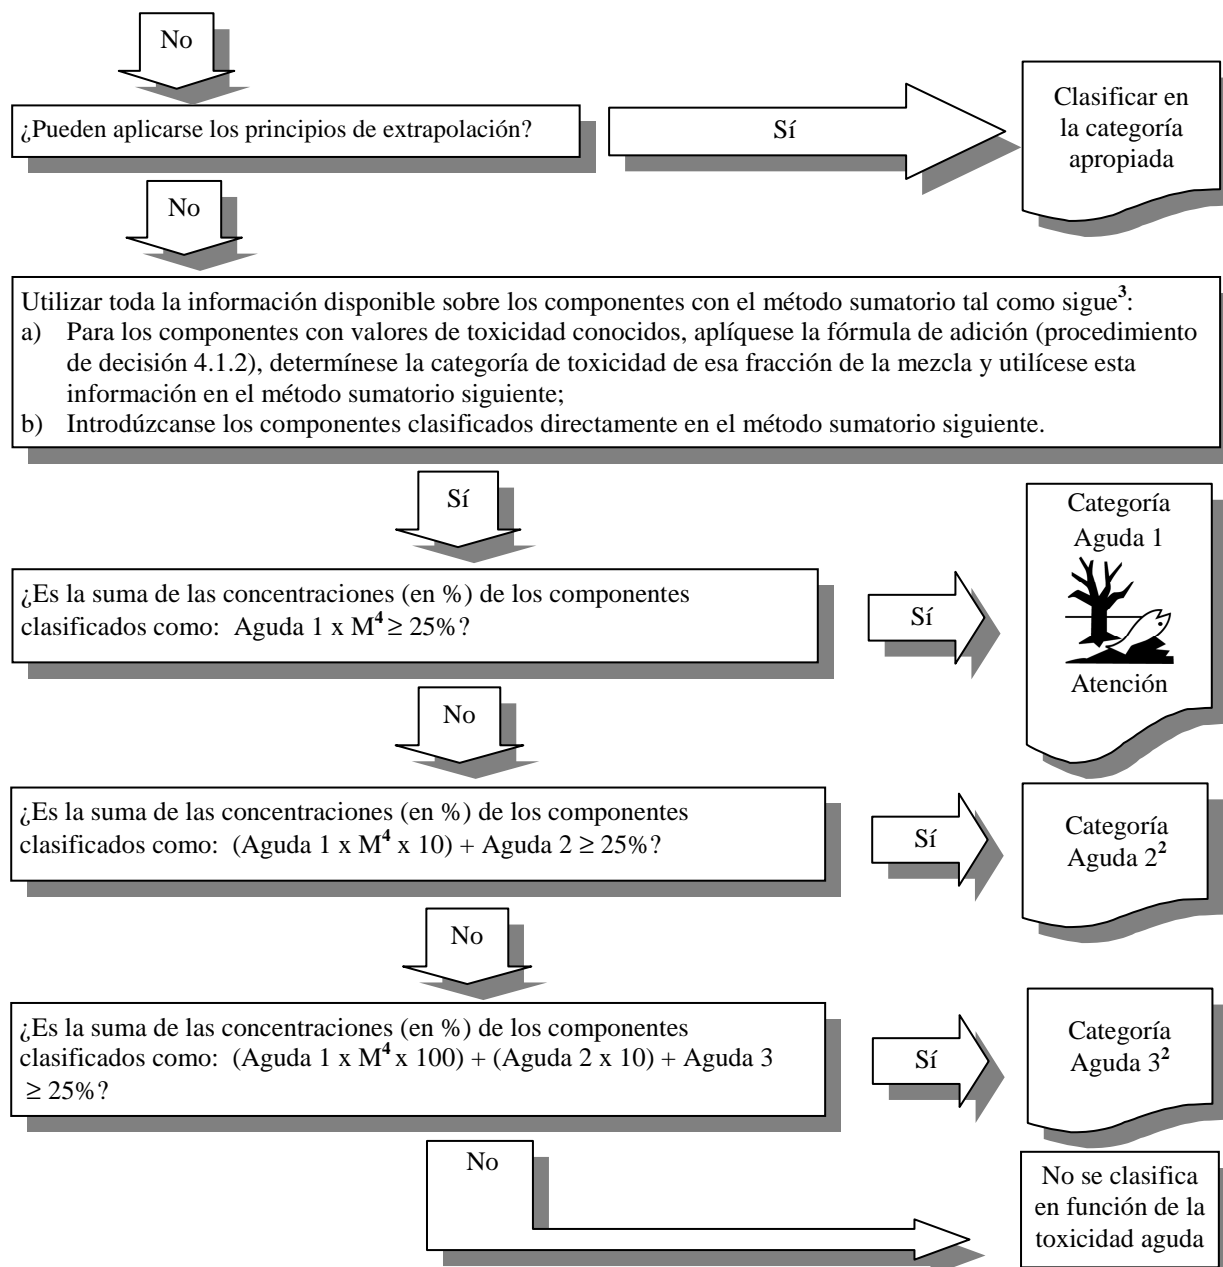 No
¿Pueden aplicarse los principios de extrapolación?
Sí
Clasificar en
la categoría
apropiada
No
Utilizar toda la información disponible sobre los componentes con el método sumatorio tal como sigue³:
a) Para los componentes con valores de toxicidad conocidos, aplíquese la fórmula de adición (procedimiento
de decisión 4.1.2), determínese la categoría de toxicidad de esa fracción de la mezcla y utilícese esta
información en el método sumatorio siguiente;
b) Introdúzcanse los componentes clasificados directamente en el método sumatorio siguiente.
Sí
¿Es la suma de las concentraciones (en %) de los componentes
clasificados como: Aguda 1 x M⁴ ≥ 25%?
Sí
Categoría
Aguda 1
Atención
No
¿Es la suma de las concentraciones (en %) de los componentes
clasificados como: (Aguda 1 x M⁴ x 10) + Aguda 2 ≥ 25%?
Sí
Categoría
Aguda 2²
No
¿Es la suma de las concentraciones (en %) de los componentes
clasificados como: (Aguda 1 x M⁴ x 100) + (Aguda 2 x 10) + Aguda 3
≥ 25%?
Sí
Categoría
Aguda 3²
No
No se clasifica
en función de la
toxicidad aguda